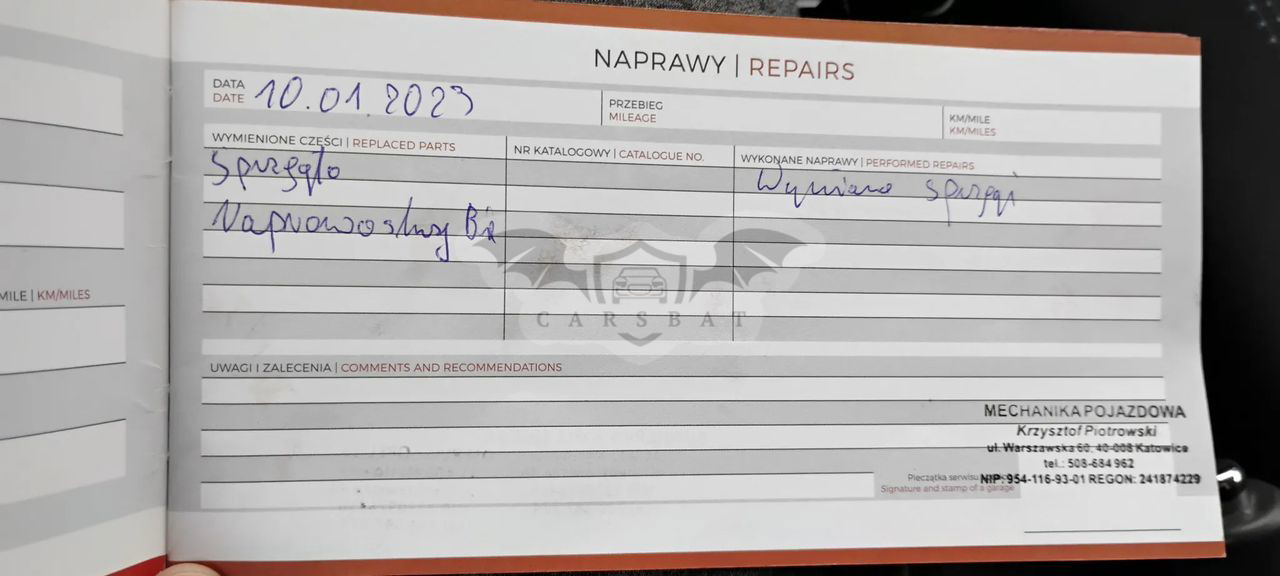 NAPRAWY | REPAIRS
DATA
DATE
10.01.2023
PRZEBIEG
MILEAGE
KM/MILE
KM/MILES
WYMIENIONE CZĘŚCI | REPLACED PARTS
NR KATALOGOWY | CATALOGUE NO.
WYKONANE NAPRAWY | PERFORMED REPAIRS
Sprzęgło
Wymiana sprzęgł
CARSBAT
MILE | KM/MILES
UWAGI I ZALECENIA | COMMENTS AND RECOMMENDATIONS
MECHANIKA POJAZDOWA
Krzysztof Piotrowski
ul. Warszawska 60, 40-008 Katowice
tel.: 508-684 962
Pieczątka serwisu
NIP: 954-116-93-01 REGON: 241874229
Signature and stamp of a garage